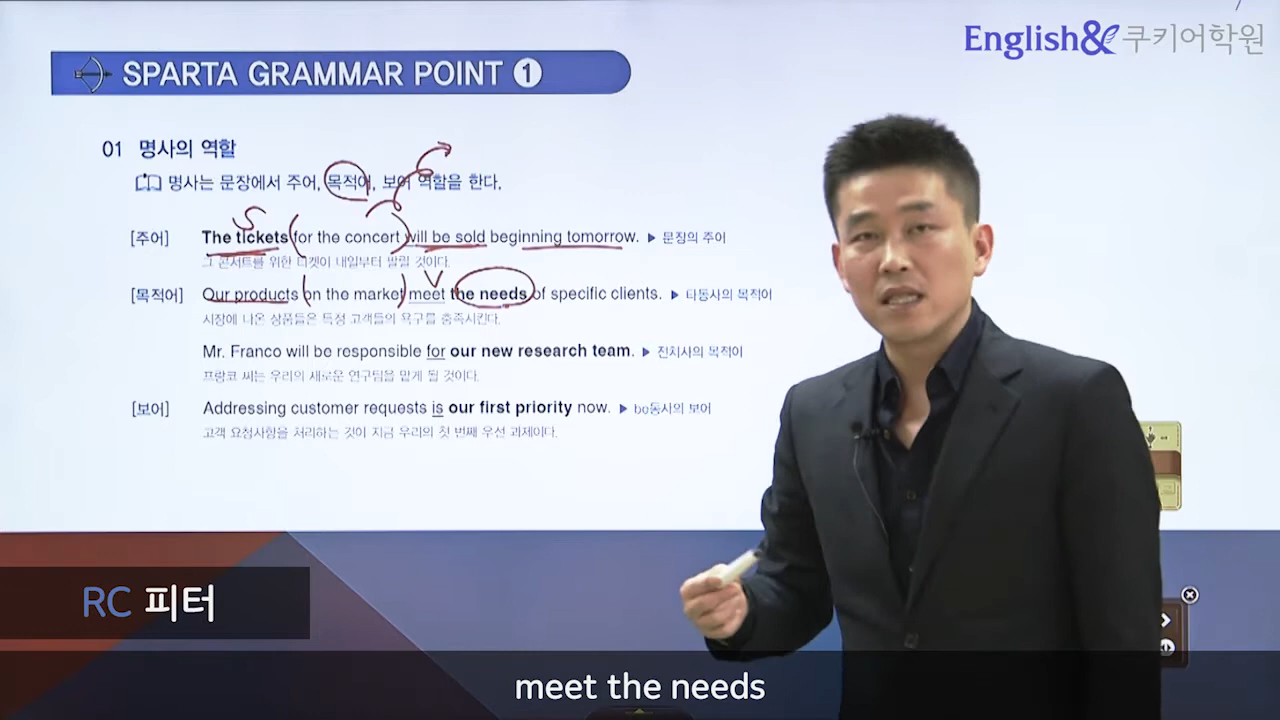 English& 쿠키어학원
SPARTA GRAMMAR POINT 1
01 명사의 역할
명사는 문장에서 주어, 목적어, 보어 역할을 한다.
S
[주어] The tickets for the concert will be sold beginning tomorrow. ▶ 문장의 주어
그 콘서트를 위한 티켓이 내일부터 팔릴 것이다.
V
[목적어] Our products on the market meet the needs of specific clients. ▶ 타동사의 목적어
시장에 나온 상품들은 특정 고객들의 욕구를 충족시킨다.
Mr. Franco will be responsible for our new research team. ▶ 전치사의 목적어
프랑코 씨는 우리의 새로운 연구팀을 맡게 될 것이다.
[보어] Addressing customer requests is our first priority now. ▶ be동사의 보어
고객 요청사항을 처리하는 것이 지금 우리의 첫 번째 우선 과제이다.
RC 피터
meet the needs